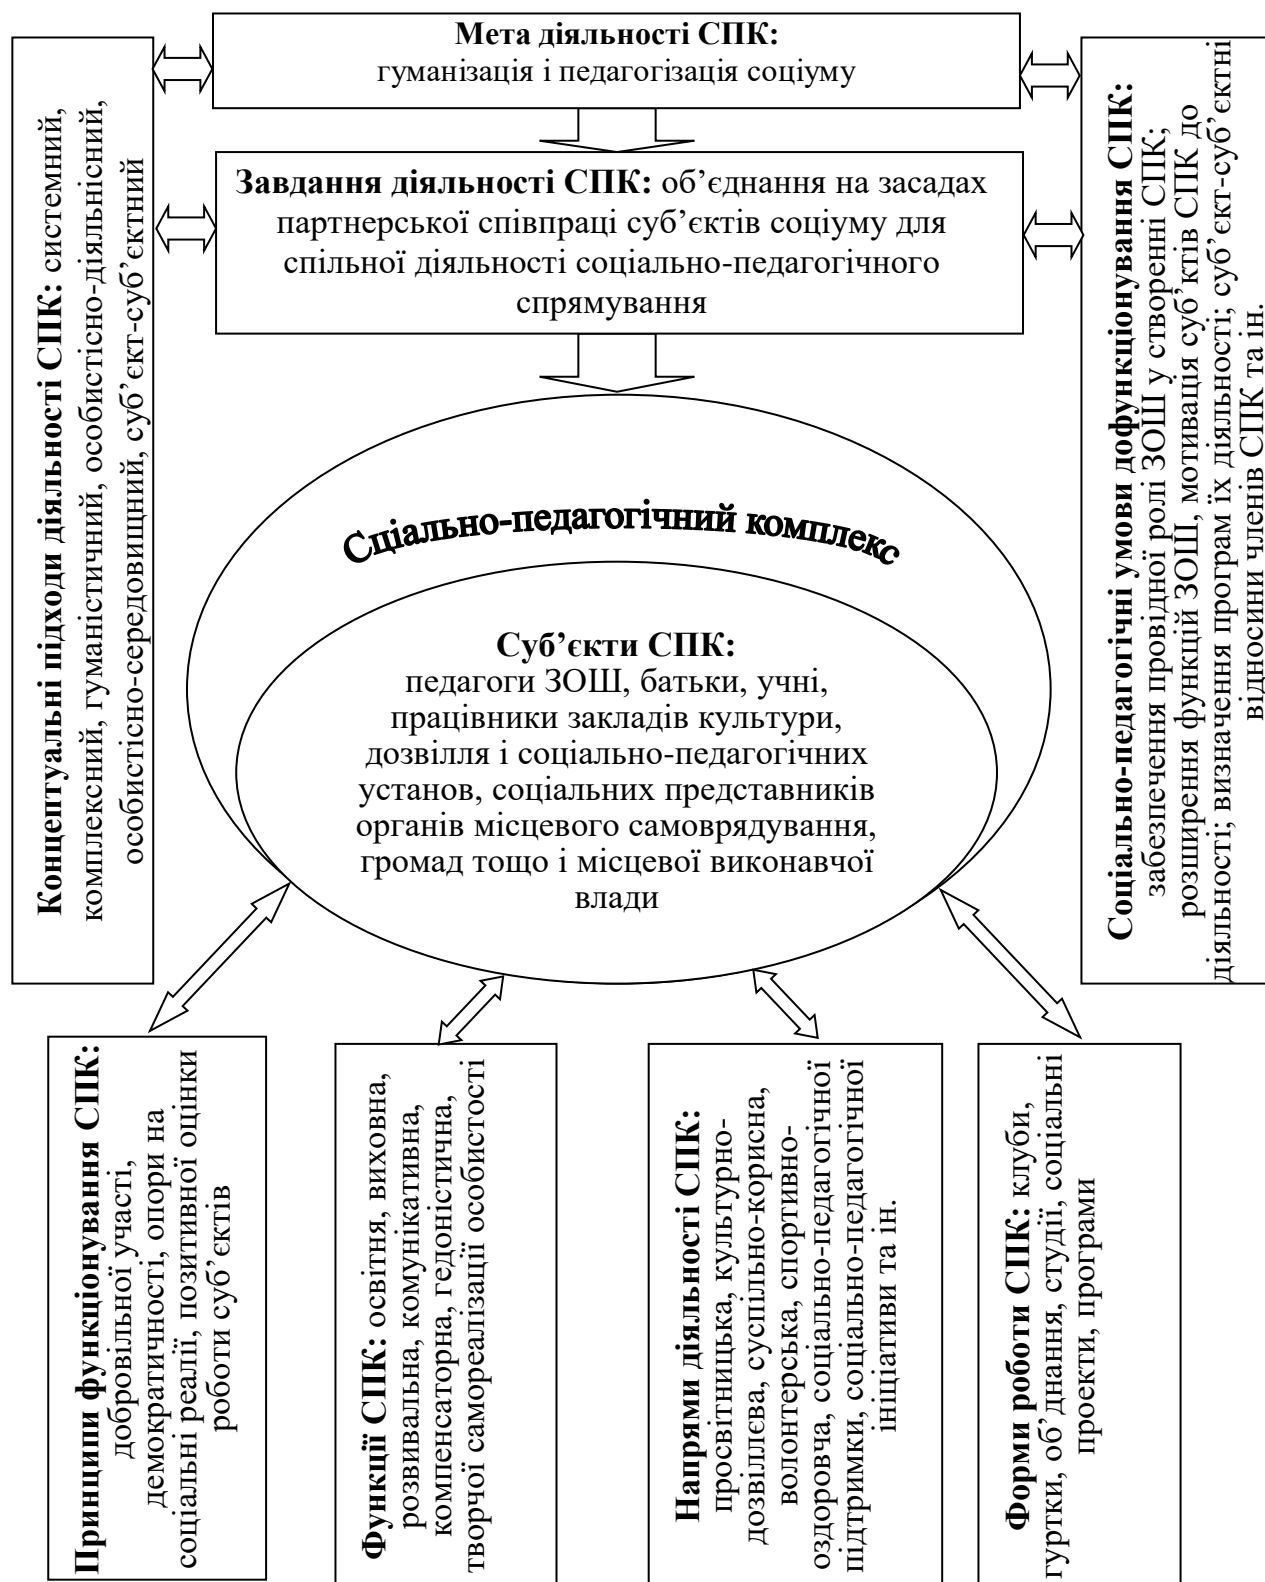 Мета діяльності СПК:
гуманізація і педагогізація соціуму
Завдання діяльності СПК: об’єднання на засадах
партнерської співпраці суб’єктів соціуму для
спільної діяльності соціально-педагогічного
спрямування
Концептуальні підходи діяльності СПК: системний,
комплексний, гуманістичний, особистісно-діяльнісний,
особистісно-середовищний, суб’єкт-суб’єктний
Соціально-педагогічні умови дофункціонування СПК:
забезпечення провідної ролі ЗОШ у створенні СПК;
розширення функцій ЗОШ, мотивація суб’ктів СПК до
діяльності; визначення програм їх діяльності; суб’єкт-суб’єктні
відносини членів СПК та ін.
Сціально-педагогічний комплекс
Суб’єкти СПК:
педагоги ЗОШ, батьки, учні,
працівники закладів культури,
дозвілля і соціально-педагогічних
установ, соціальних представників
органів місцевого самоврядування,
громад тощо і місцевої виконавчої
влади
Принципи функціонування СПК:
добровільної участі,
демократичності, опори на
соціальні реалії, позитивної оцінки
роботи суб’єктів
Функції СПК: освітня, виховна,
розвивальна, комунікативна,
компенсаторна, гедоністична,
творчої самореалізації особистості
Напрями діяльності СПК:
просвітницька, культурно-
дозвіллєва, суспільно-корисна,
волонтерська, спортивно-
оздоровча, соціально-педагогічної
підтримки, соціально-педагогічної
ініціативи та ін.
Форми роботи СПК: клуби,
гуртки, об’днання, студії, соціальні
проекти, програми